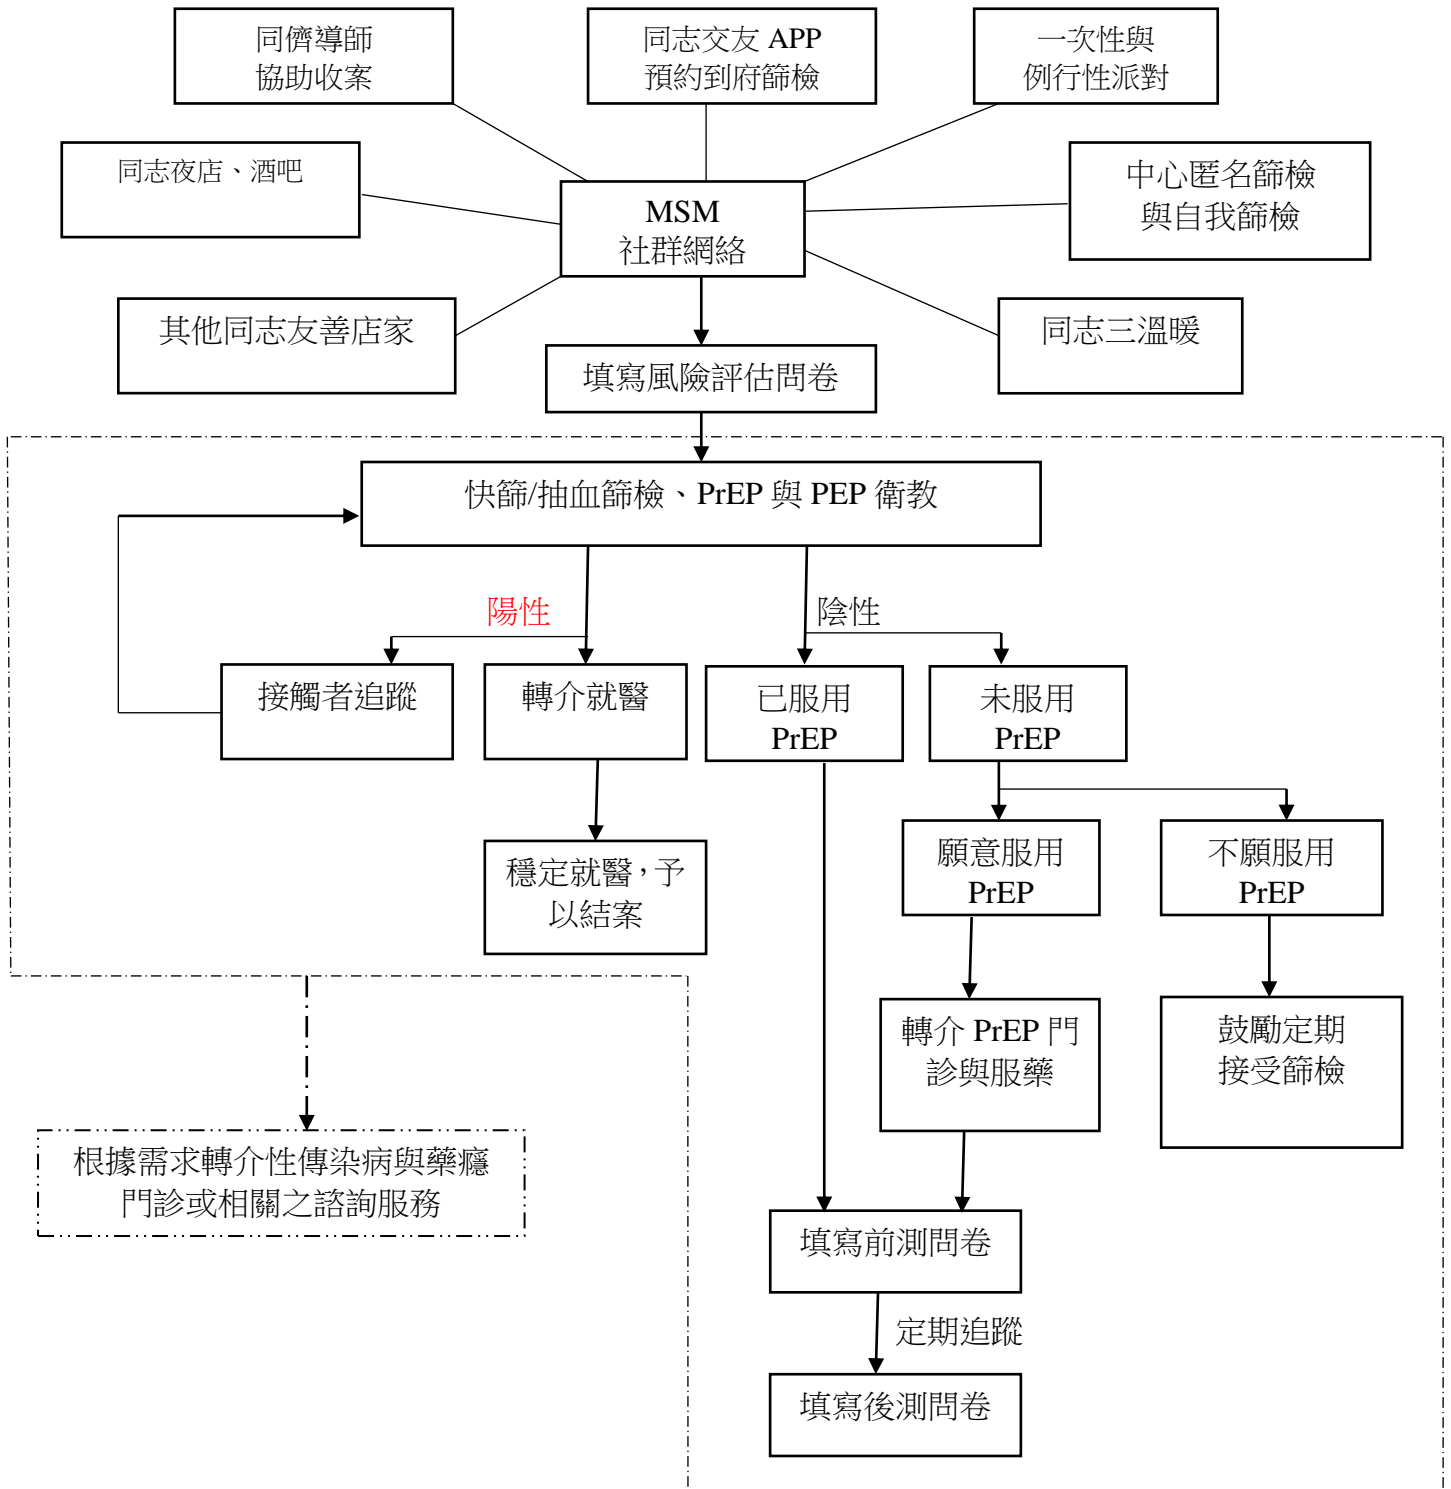 同儕導師
協助收案
同志交友 APP
預約到府篩檢
一次性與
例行性派對
同志夜店、酒吧
MSM
社群網絡
中心匿名篩檢
與自我篩檢
其他同志友善店家
同志三溫暖
填寫風險評估問卷
快篩/抽血篩檢、PrEP 與 PEP 衛教
陽性
陰性
接觸者追蹤
轉介就醫
已服用
PrEP
未服用
PrEP
穩定就醫，予
以結案
願意服用
PrEP
不願服用
PrEP
轉介 PrEP 門
診與服藥
鼓勵定期
接受篩檢
根據需求轉介性傳染病與藥癮
門診或相關之諮詢服務
填寫前測問卷
定期追蹤
填寫後測問卷